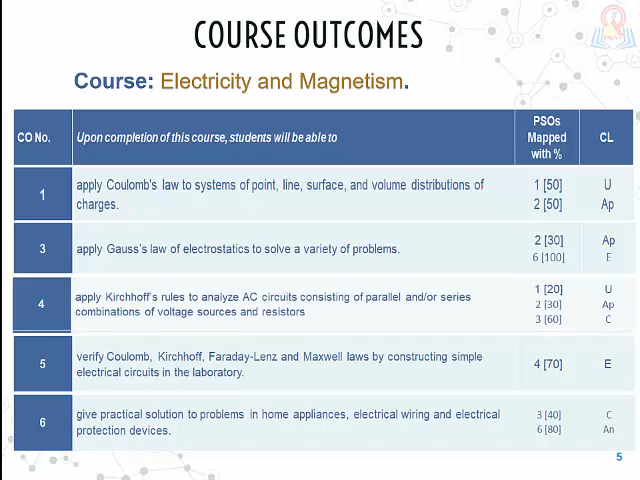 COURSE OUTCOMES
Course: Electricity and Magnetism.
CO No.
Upon completion of this course, students will be able to
PSOs
Mapped
with %
CL
1
apply Coulomb's law to systems of point, line, surface, and volume distributions of
charges.
1 [50]
2 [50]
U
Ap
3
apply Gauss's law of electrostatics to solve a variety of problems.
2 [30]
6 [100]
Ap
E
4
apply Kirchhoff's rules to analyze AC circuits consisting of parallel and/or series
combinations of voltage sources and resistors
1 [20]
2 [30]
3 [60]
U
Ap
C
5
verify Coulomb, Kirchhoff, Faraday-Lenz and Maxwell laws by constructing simple
electrical circuits in the laboratory.
4 [70]
E
6
give practical solution to problems in home appliances, electrical wiring and electrical
protection devices.
3 [40]
6 [80]
C
An
5